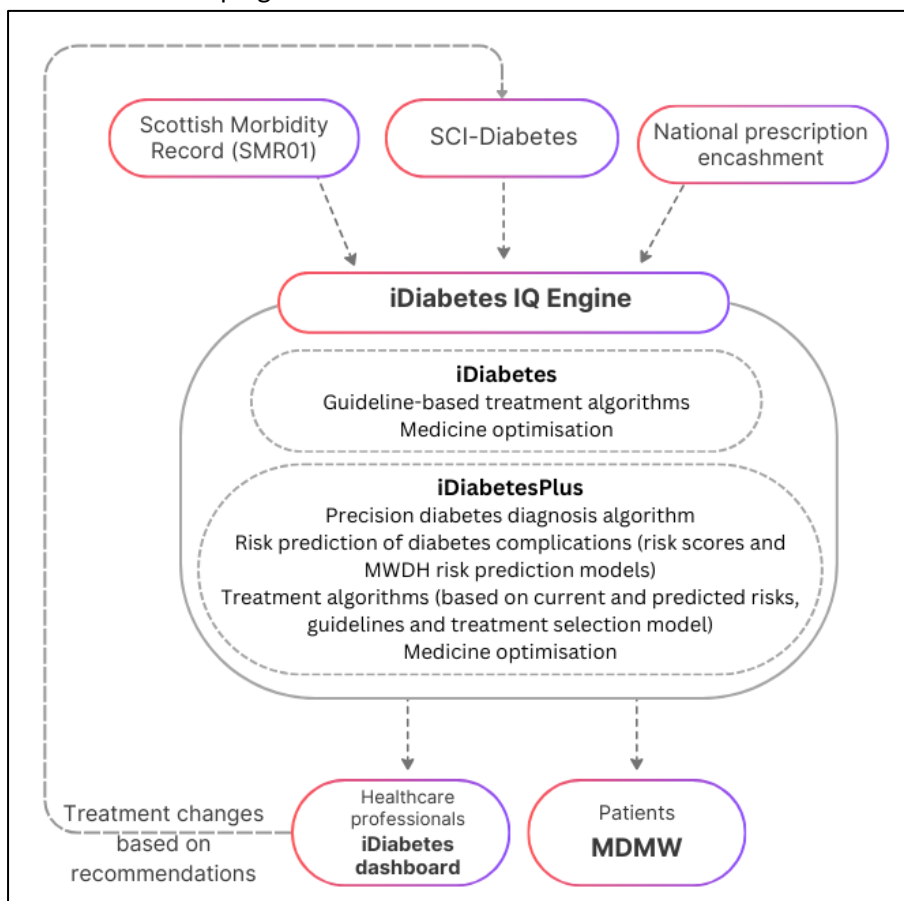 Scottish Morbidity
Record (SMR01)
SCI-Diabetes
National prescription
encashment
iDiabetes IQ Engine
iDiabetes
Guideline-based treatment algorithms
Medicine optimisation
iDiabetesPlus
Precision diabetes diagnosis algorithm
Risk prediction of diabetes complications (risk scores and
MWDH risk prediction models)
Treatment algorithms (based on current and predicted risks,
guidelines and treatment selection model)
Medicine optimisation
Treatment changes
based on
recommendations
Healthcare
professionals
iDiabetes
dashboard
Patients
MDMW